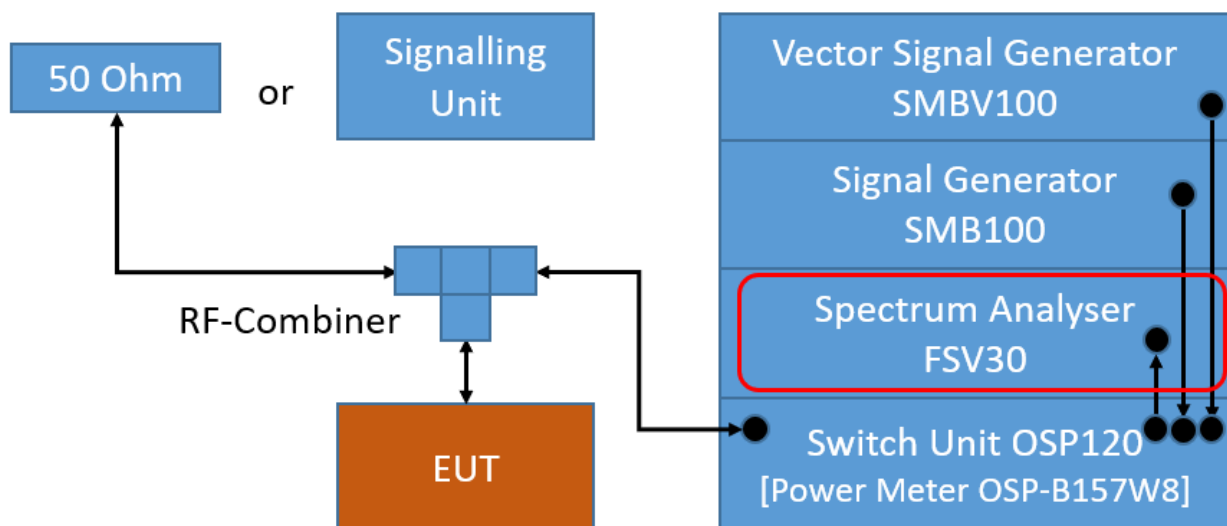 50 Ohm
or
Signalling
Unit
RF-Combiner
EUT
Vector Signal Generator
SMBV100
Signal Generator
SMB100
Spectrum Analyser
FSV30
Switch Unit OSP120
[Power Meter OSP-B157W8]